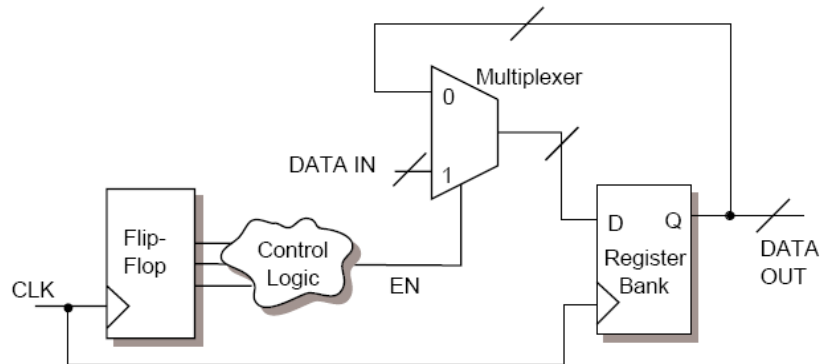 0
Multiplexer
DATA IN
1
Flip-
Flop
Control
Logic
D
Q
Register
Bank
DATA
OUT
EN
CLK